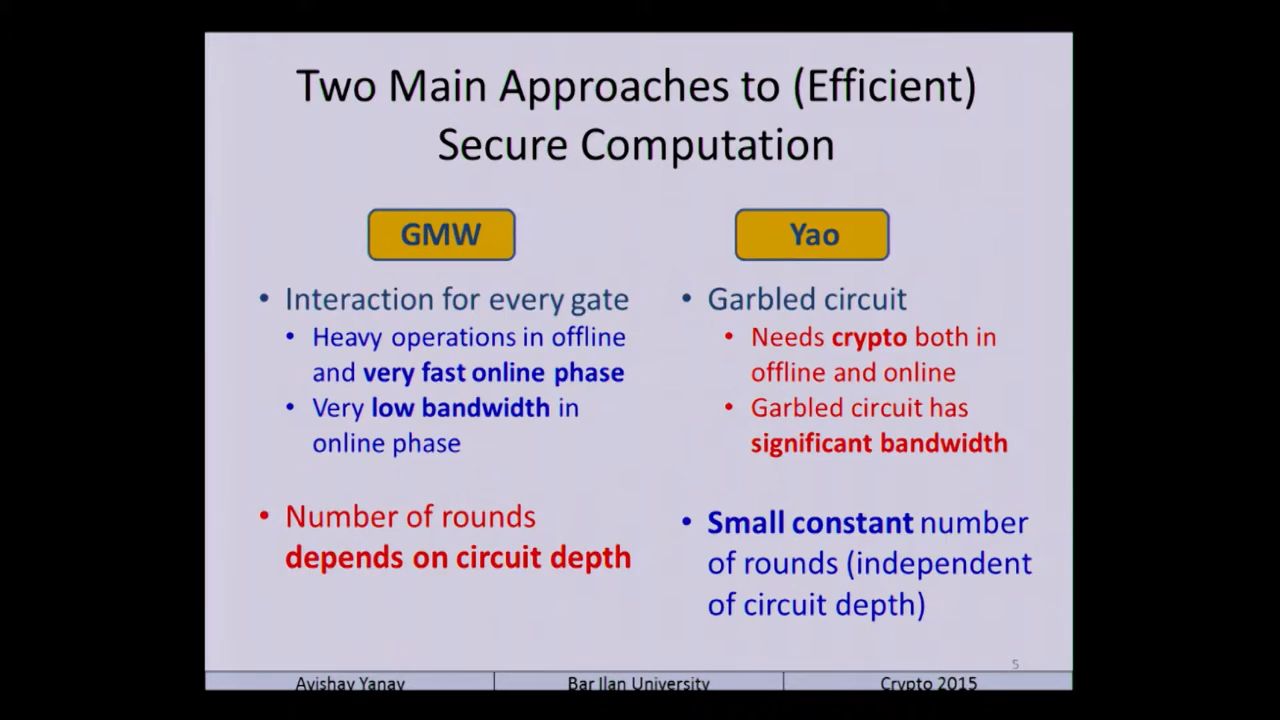 Two Main Approaches to (Efficient)
Secure Computation
GMW
• Interaction for every gate
• Heavy operations in offline
and very fast online phase
• Very low bandwidth in
online phase
• Number of rounds
depends on circuit depth
Yao
• Garbled circuit
• Needs crypto both in
offline and online
• Garbled circuit has
significant bandwidth
• Small constant number
of rounds (independent
of circuit depth)
5
Avishay Yanay
Bar Ilan University
Crypto 2015